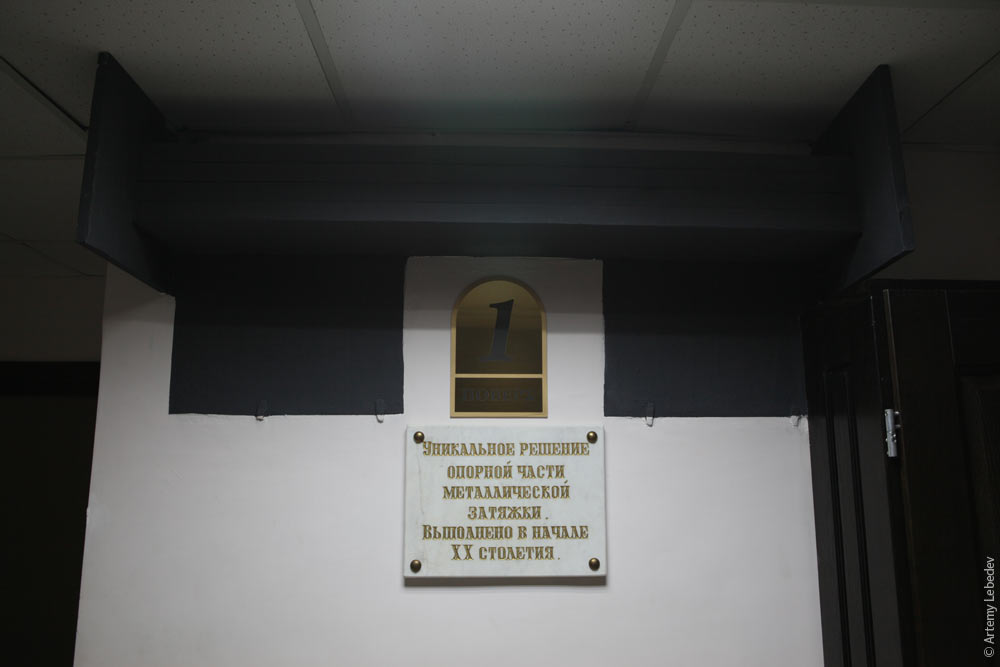 1
Уникальное решение
опорной части
металлической
затяжки.
Выполнено в начале
XX столетия.
© Artemy Lebedev